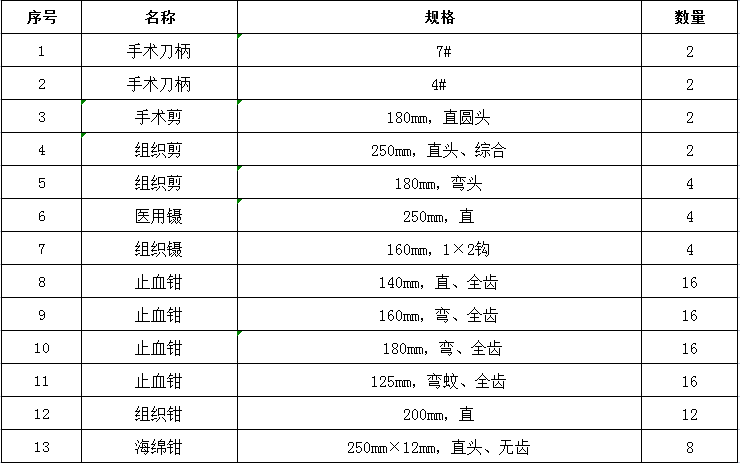 序号 名称 规格 数量
1 手术刀柄 7# 2
2 手术刀柄 4# 2
3 手术剪 180mm，直圆头 2
4 组织剪 250mm，直头、综合 2
5 组织剪 180mm，弯头 4
6 医用镊 250mm，直 4
7 组织镊 160mm，1×2钩 4
8 止血钳 140mm，直、全齿 16
9 止血钳 160mm，弯、全齿 16
10 止血钳 180mm，弯、全齿 16
11 止血钳 125mm，弯蚊、全齿 16
12 组织钳 200mm，直 12
13 海绵钳 250mm×12mm，直头、无齿 8